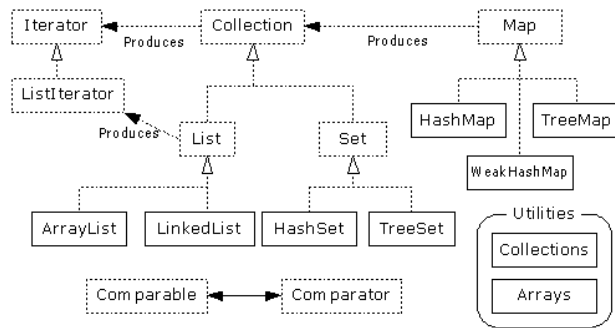 Iterator
Produces
Collection
Produces
Map
ListIterator
Produces
List
Set
HashMap
TreeMap
WeakHashMap
ArrayList
LinkedList
HashSet
TreeSet
Utilities
Collections
Arrays
Comparable
Comparator